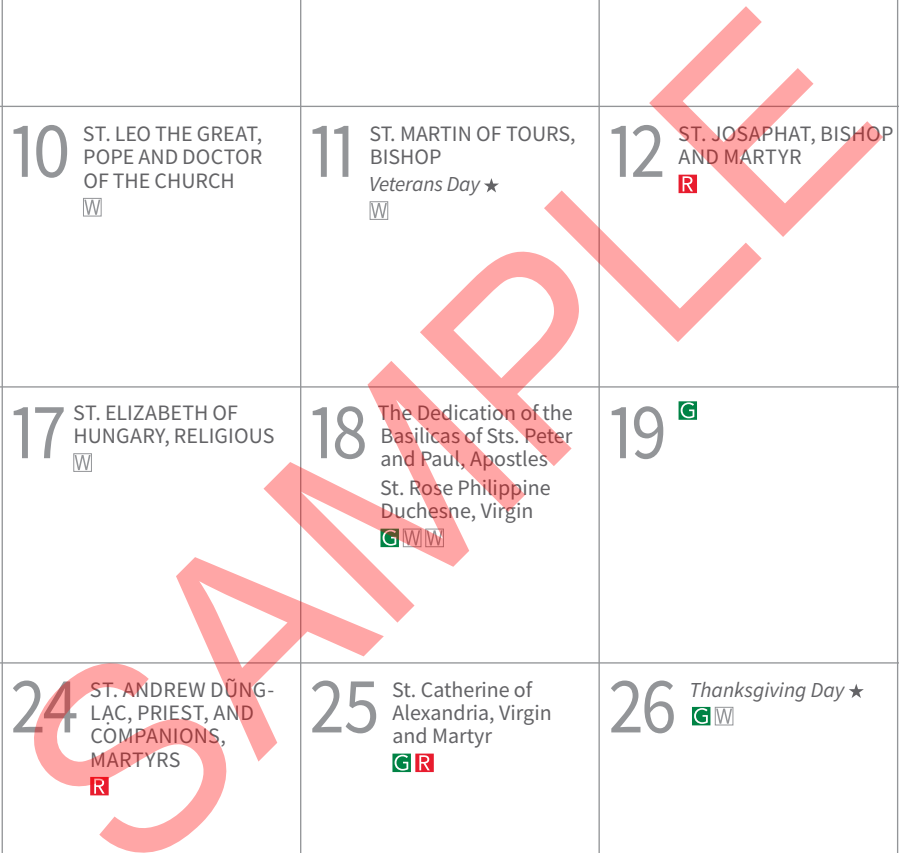 10
ST. LEO THE GREAT,
POPE AND DOCTOR
OF THE CHURCH
W
11
ST. MARTIN OF TOURS,
BISHOP
Veterans Day ★
W
12
ST. JOSAPHAT, BISHOP
AND MARTYR
R
17
ST. ELIZABETH OF
HUNGARY, RELIGIOUS
W
18
The Dedication of the
Basilicas of Sts. Peter
and Paul, Apostles
St. Rose Philippine
Duchesne, Virgin
G W W
19
G
24
ST. ANDREW DŨNG-
LẠC, PRIEST, AND
COMPANIONS,
MARTYRS
R
25
St. Catherine of
Alexandria, Virgin
and Martyr
G R
26
Thanksgiving Day ★
G W
SAMPLE